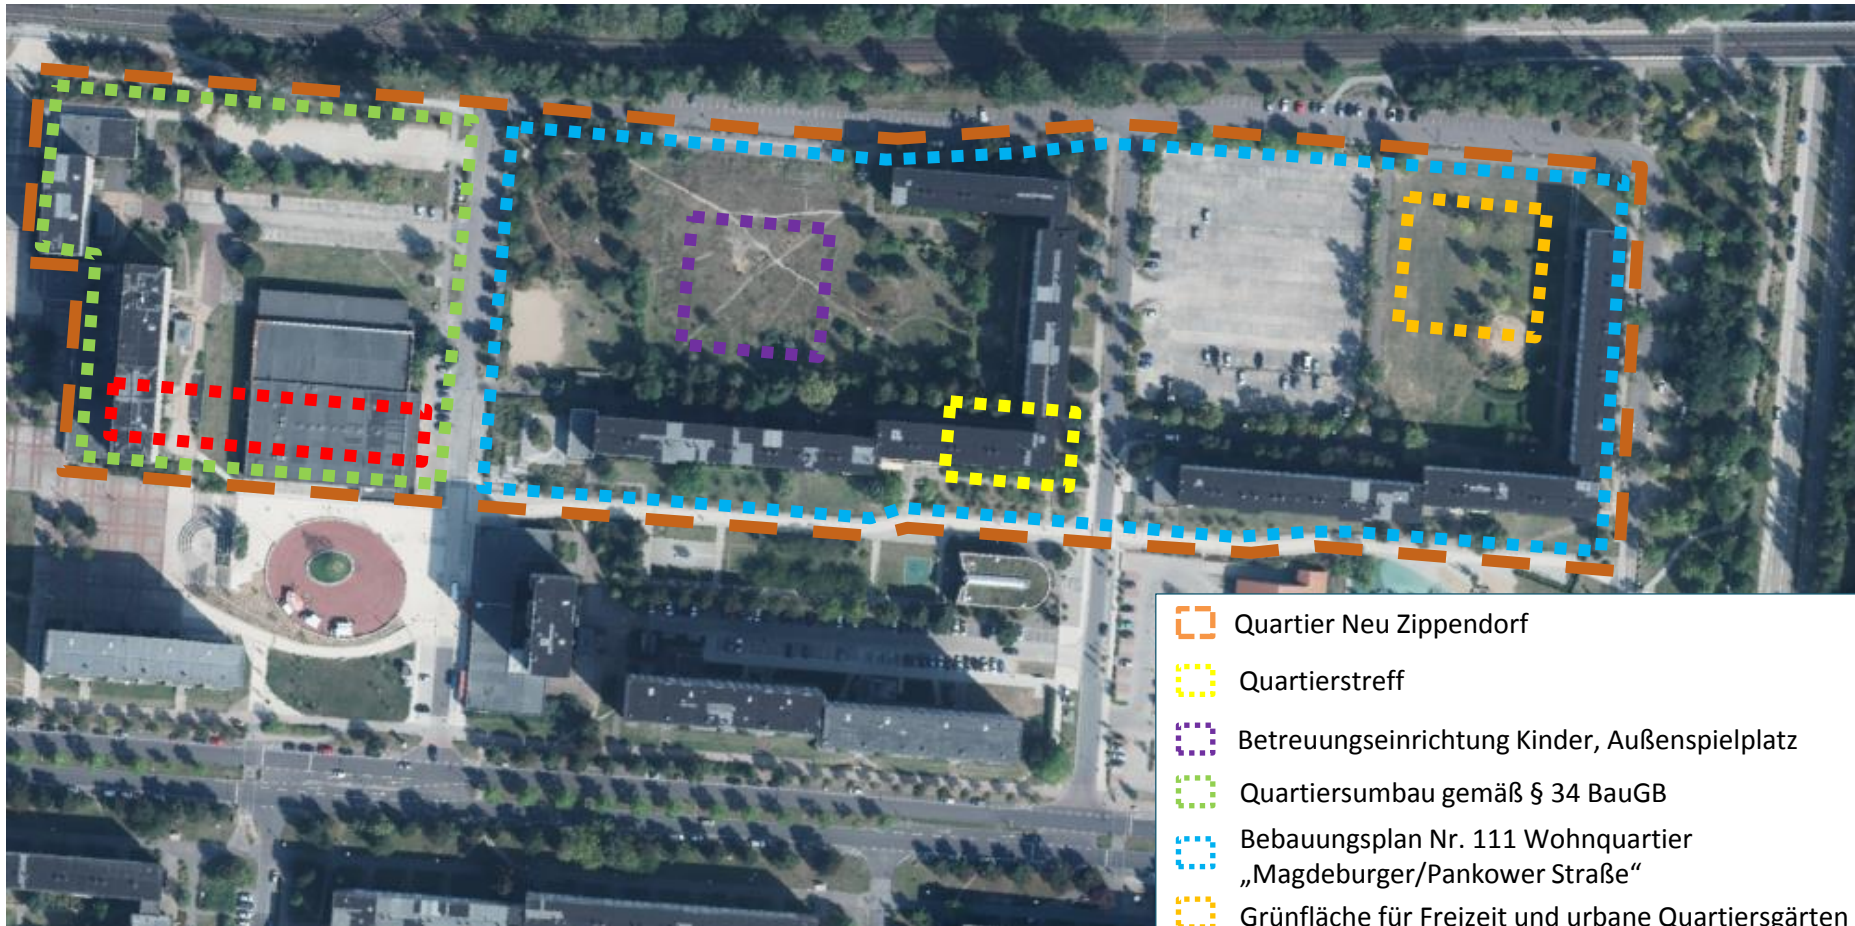 Quartier Neu Zippendorf
Quartierstreff
Betreuungseinrichtung Kinder, Außenspielplatz
Quartiersumbau gemäß § 34 BauGB
Bebauungsplan Nr. 111 Wohnquartier
„Magdeburger/Pankower Straße“
Grünfläche für Freizeit und urbane Quartiersgärten